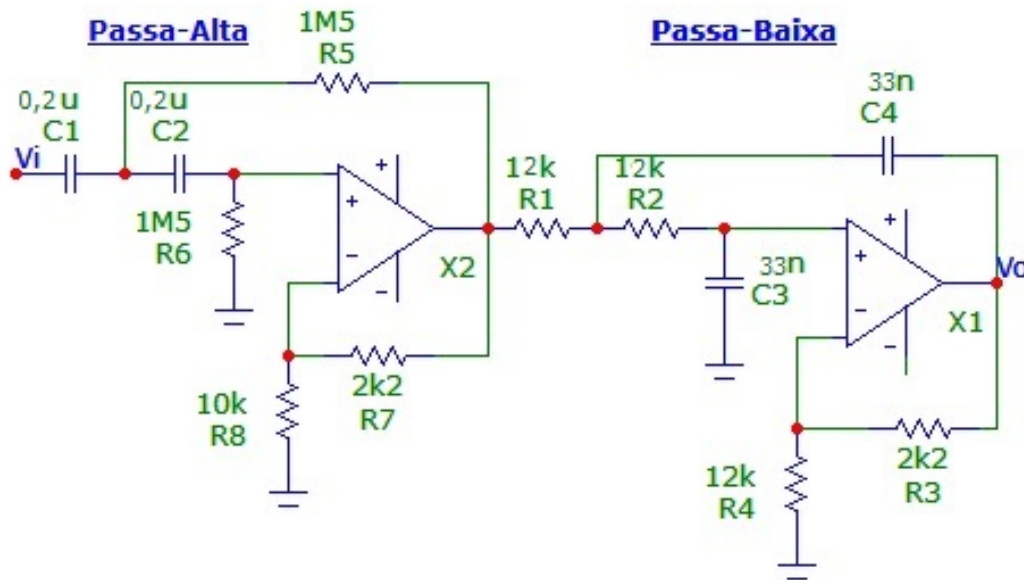 Passa-Alta
Passa-Baixa
1M5
R5
0,2u
C1
0,2u
C2
Vi
1M5
R6
+
+
-
-
X2
10k
R8
2k2
R7
12k
R1
12k
R2
33n
C4
33n
C3
+
+
-
-
X1
Vo
12k
R4
2k2
R3